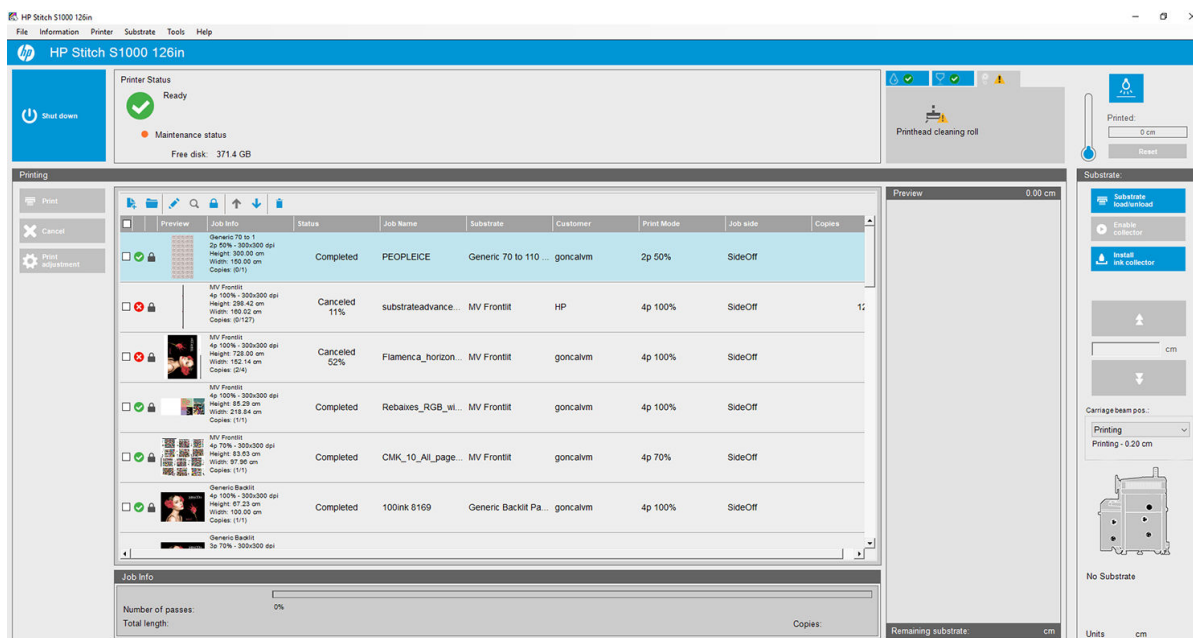 HP Stitch S1000 126in
File Information Printer Substrate Tools Help
hp HP Stitch S1000 126in
Shut down
Printer Status
Ready
Maintenance status
Free disk: 371.4 GB
Printhead cleaning roll
Printed:
0 cm
Reset
Printing
Print
Cancel
Print
adjustment
Preview Job Info Status Job Name Substrate Customer Print Mode Job side Copies
Generic 70 to 1
2p 50% - 300x300 dpi
Height: 300.00 cm
Width: 150.00 cm
Copies: (0/1)
Completed PEOPLEICE Generic 70 to 110 ... goncalvm 2p 50% SideOff
MV Frontlit
4p 100% - 300x300 dpi
Height: 298.42 cm
Width: 160.02 cm
Copies: (0/127)
Canceled
11%
substrateadvance... MV Frontlit HP 4p 100% SideOff 12
MV Frontlit
4p 100% - 300x300 dpi
Height: 728.00 cm
Width: 152.14 cm
Copies: (2/4)
Canceled
52%
Flamenca_horizon... MV Frontlit goncalvm 4p 100% SideOff
MV Frontlit
4p 100% - 300x300 dpi
Height: 85.29 cm
Width: 218.84 cm
Copies: (1/1)
Completed Rebaixes_RGB_wi... MV Frontlit goncalvm 4p 100% SideOff
MV Frontlit
4p 70% - 300x300 dpi
Height: 83.63 cm
Width: 97.96 cm
Copies: (1/1)
Completed CMK_10_All_page... MV Frontlit goncalvm 4p 70% SideOff
Generic Backlit
4p 100% - 300x300 dpi
Height: 67.23 cm
Width: 100.00 cm
Copies: (1/1)
Completed 100ink 8169 Generic Backlit Pa... goncalvm 4p 100% SideOff
Generic Backlit
3p 70% - 300x300 dpi
Job Info
0%
Number of passes:
Total length:
Copies:
Preview 0.00 cm
Remaining substrate: cm
Substrate:
Substrate
load/unload
Enable
collector
Install
ink collector
cm
Carriage beam pos.:
Printing
Printing - 0.20 cm
No Substrate
Units cm